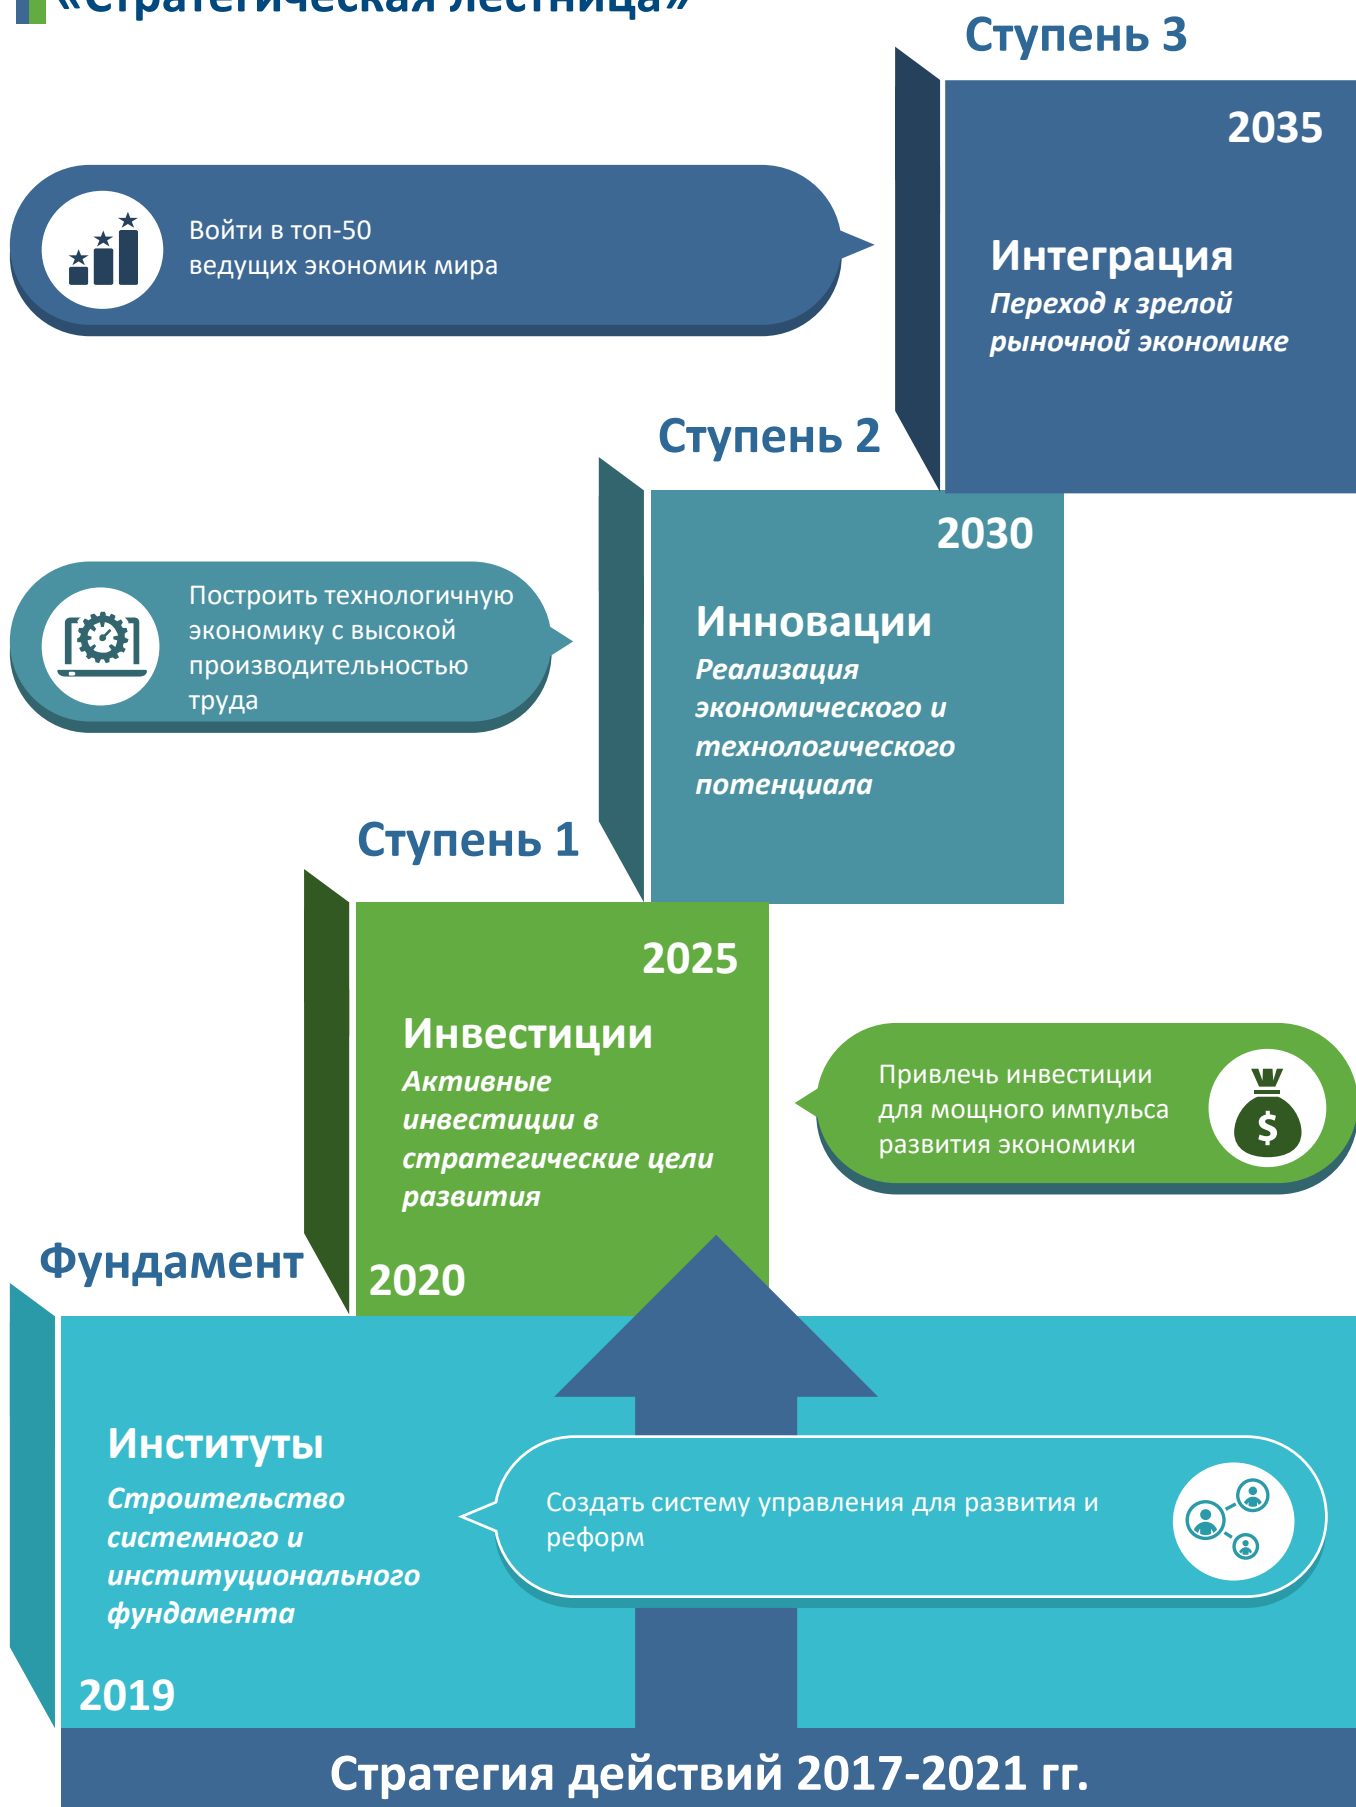 «Стратегическая лестница»
Ступень 3
2035
Войти в топ-50
ведущих экономик мира
Интеграция
Переход к зрелой
рыночной экономике
Ступень 2
2030
Построить технологичную
экономику с высокой
производительностью
труда
Инновации
Реализация
экономического и
технологического
потенциала
Ступень 1
2025
Инвестиции
Активные
инвестиции в
стратегические цели
развития
2020
Привлечь инвестиции
для мощного импульса
развития экономики
$
Фундамент
Институты
Строительство
системного и
институционального
фундамента
2019
Создать систему управления для развития и
реформ
Стратегия действий 2017-2021 гг.